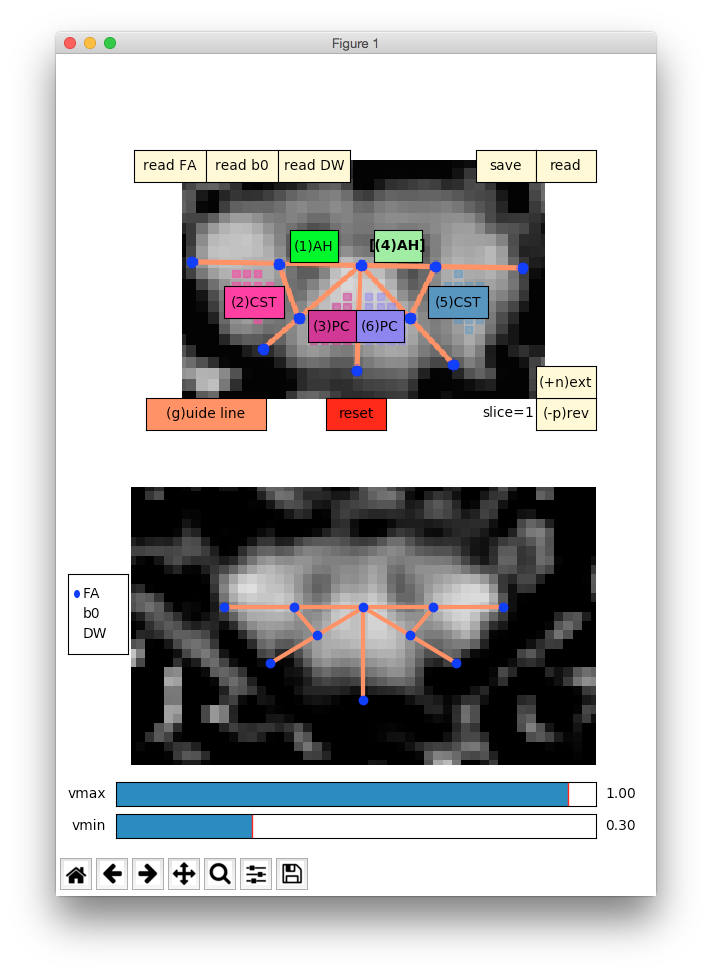 Figure 1
read FA read b0 read DW save read
(1)AH [(4)AH]
(2)CST (5)CST
(3)PC (6)PC
(+n)ext
(g)uide line reset slice=1 (-p)rev
FA
b0
DW
vmax 1.00
vmin 0.30